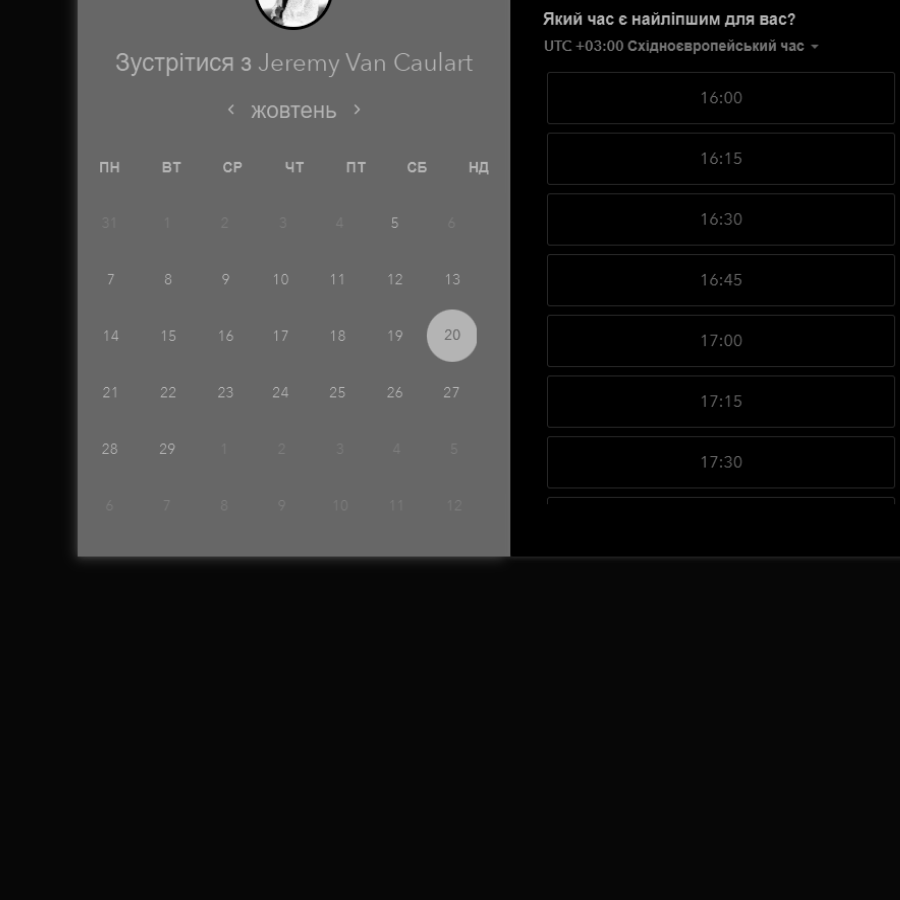 Зустрітися з Jeremy Van Caulart
жовтень
ПН ВТ СР ЧТ ПТ СБ НД
31 1 2 3 4 5 6
7 8 9 10 11 12 13
14 15 16 17 18 19 20
21 22 23 24 25 26 27
28 29 1 2 3 4 5
6 7 8 9 10 11 12
Який час є найліпшим для вас?
UTC +03:00 Східноєвропейський час
16:00
16:15
16:30
16:45
17:00
17:15
17:30